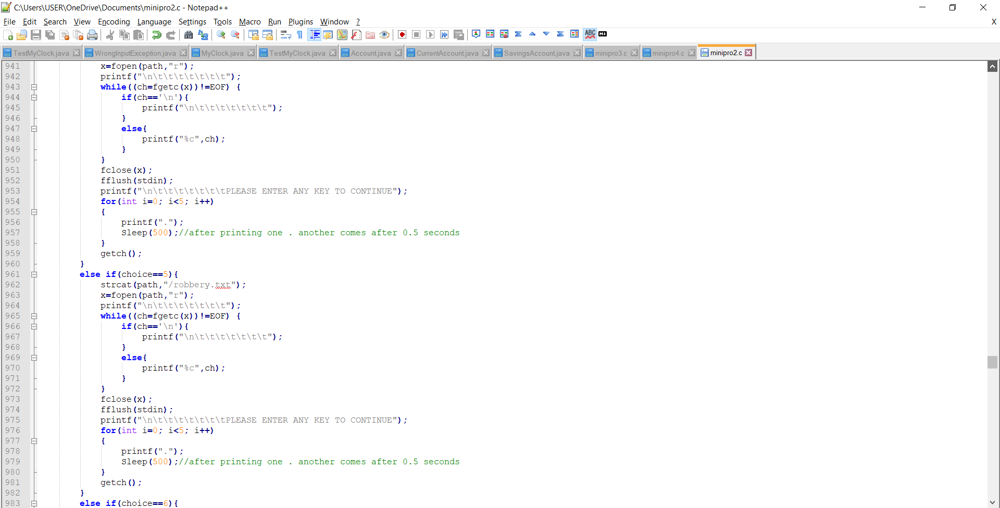 C:\Users\USER\OneDrive\Documents\minipro2.c - Notepad++
File Edit Search View Encoding Language Settings Tools Macro Run Plugins Window ?
X
TestMyClock.java WrongInputException.java MyClock.java TestMyClock.java Account.java CurrentAccount.java SavingsAccount.java minipro3.c minipro4.c minipro2.c
941 x=fopen(path,"r");
942 printf("\n\t\t\t\t\t\t\t");
943 while((ch=fgetc(x))!=EOF) {
944 if(ch=='\n'){
945 printf("\n\t\t\t\t\t\t\t");
946 }
947 else{
948 printf("%c",ch);
949 }
950 }
951 fclose(x);
952 fflush(stdin);
953 printf("\n\t\t\t\t\t\t\tPLEASE ENTER ANY KEY TO CONTINUE");
954 for(int i=0; i<5; i++)
955 {
956 printf(".");
957 Sleep(500);//after printing one . another comes after 0.5 seconds
958 }
959 getch();
960 }
961 else if(choice==5){
962 strcat(path,"/robbery.txt");
963 x=fopen(path,"r");
964 printf("\n\t\t\t\t\t\t\t");
965 while((ch=fgetc(x))!=EOF) {
966 if(ch=='\n'){
967 printf("\n\t\t\t\t\t\t\t");
968 }
969 else{
970 printf("%c",ch);
971 }
972 }
973 fclose(x);
974 fflush(stdin);
975 printf("\n\t\t\t\t\t\t\tPLEASE ENTER ANY KEY TO CONTINUE");
976 for(int i=0; i<5; i++)
977 {
978 printf(".");
979 Sleep(500);//after printing one . another comes after 0.5 seconds
980 }
981 getch();
982 }
983 else if(choice==6){